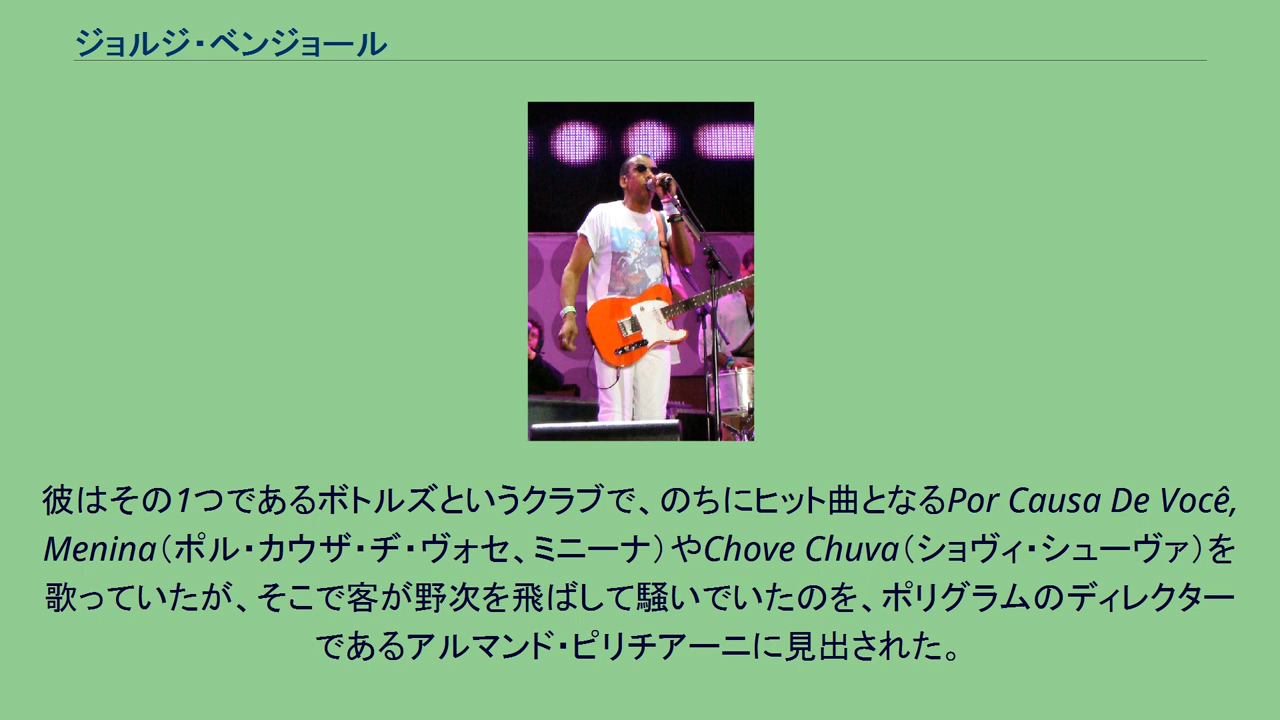 ジョルジ・ベンジョール
彼はその1つであるボトルズというクラブで、のちにヒット曲となるPor Causa De Você,
Menina（ポル・カウザ・ヂ・ヴォセ、ミニーナ）やChove Chuva（ショヴィ・シューヴァ）を
歌っていたが、そこで客が野次を飛ばして騒いでいたのを、ポリグラムのディレクター
であるアルマンド・ピリチアーニに見出された。